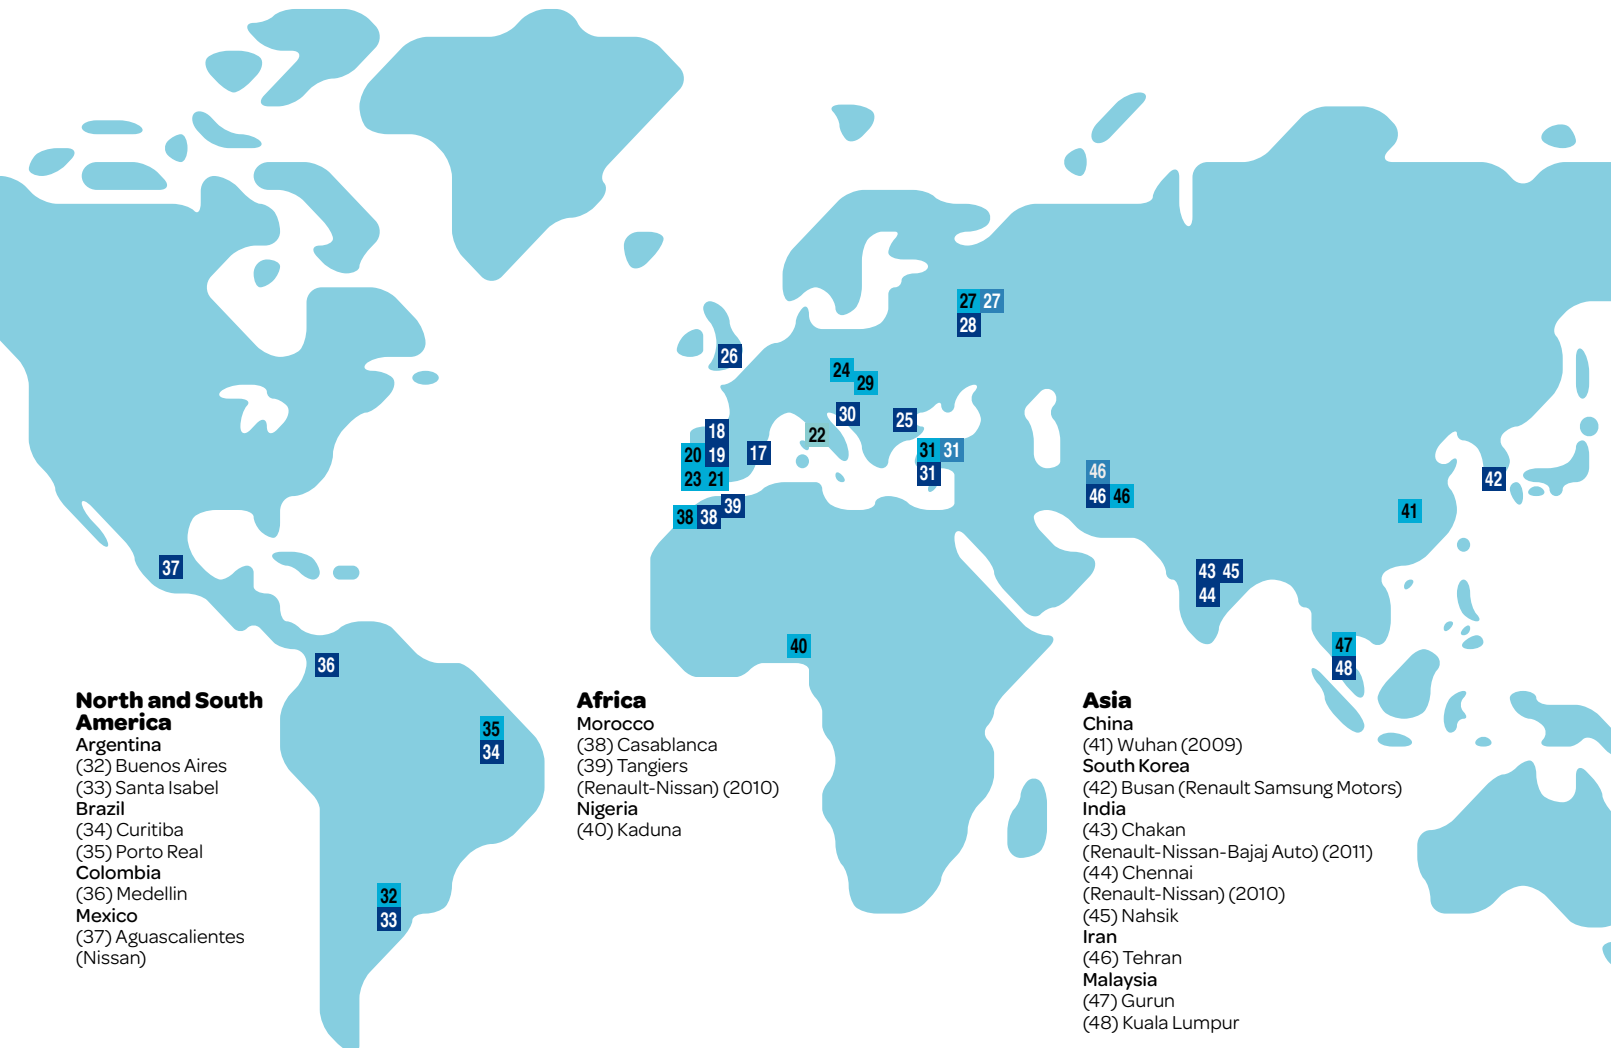 27 27
28
26
24
29
30
25
18
22
20 19
17
31 31
31
23 21
46
46 46
42
39
38 38
41
37
43 45
44
40
47
48
36
35
34
32
33
North and South
America
Argentina
(32) Buenos Aires
(33) Santa Isabel
Brazil
(34) Curitiba
(35) Porto Real
Colombia
(36) Medellin
Mexico
(37) Aguascalientes
(Nissan)
Africa
Morocco
(38) Casablanca
(39) Tangiers
(Renault-Nissan) (2010)
Nigeria
(40) Kaduna
Asia
China
(41) Wuhan (2009)
South Korea
(42) Busan (Renault Samsung Motors)
India
(43) Chakan
(Renault-Nissan-Bajaj Auto) (2011)
(44) Chennai
(Renault-Nissan) (2010)
(45) Nahsik
Iran
(46) Tehran
Malaysia
(47) Gurun
(48) Kuala Lumpur